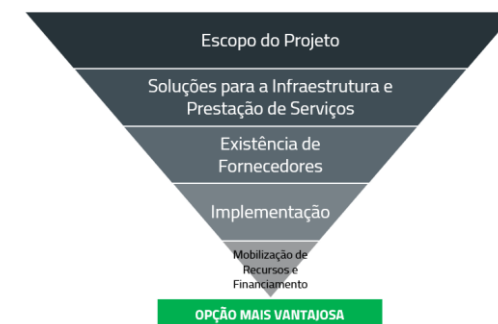 Escopo do Projeto
Soluções para a Infraestrutura e
Prestação de Serviços
Existência de
Fornecedores
Implementação
Mobilização de
Recursos e
Financiamento
OPÇÃO MAIS VANTAJOSA